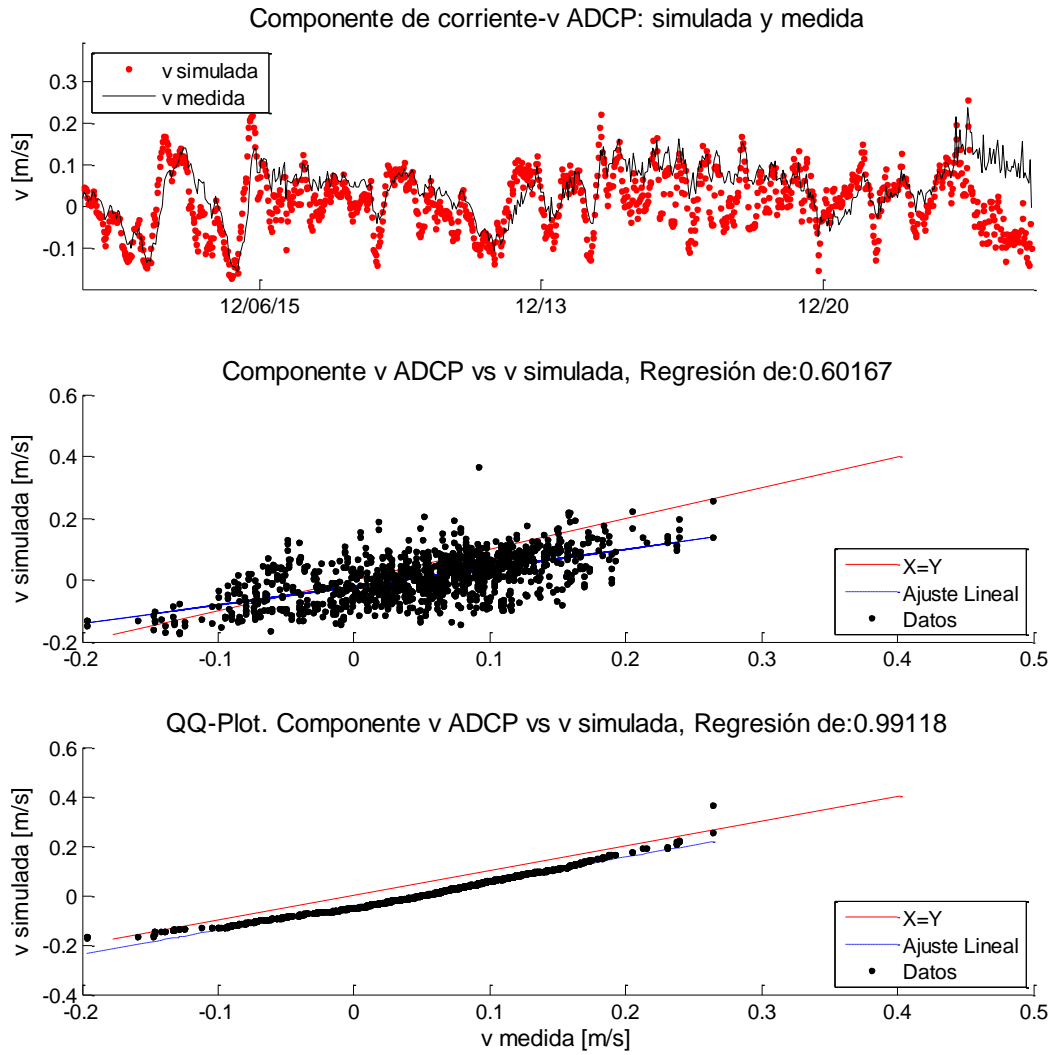 Componente de corriente-v ADCP: simulada y medida
v simulada
v medida
v [m/s]
0.3
0.2
0.1
0
-0.1
12/06/15
12/13
12/20
Componente v ADCP vs v simulada, Regresión de:0.60167
v simulada [m/s]
0.6
0.4
0.2
0
-0.2
X=Y
Ajuste Lineal
Datos
-0.2
-0.1
0
0.1
0.2
0.3
0.4
0.5
QQ-Plot. Componente v ADCP vs v simulada, Regresión de:0.99118
v simulada [m/s]
0.6
0.4
0.2
0
-0.2
-0.4
X=Y
Ajuste Lineal
Datos
-0.2
-0.1
0
0.1
0.2
0.3
0.4
0.5
v medida [m/s]